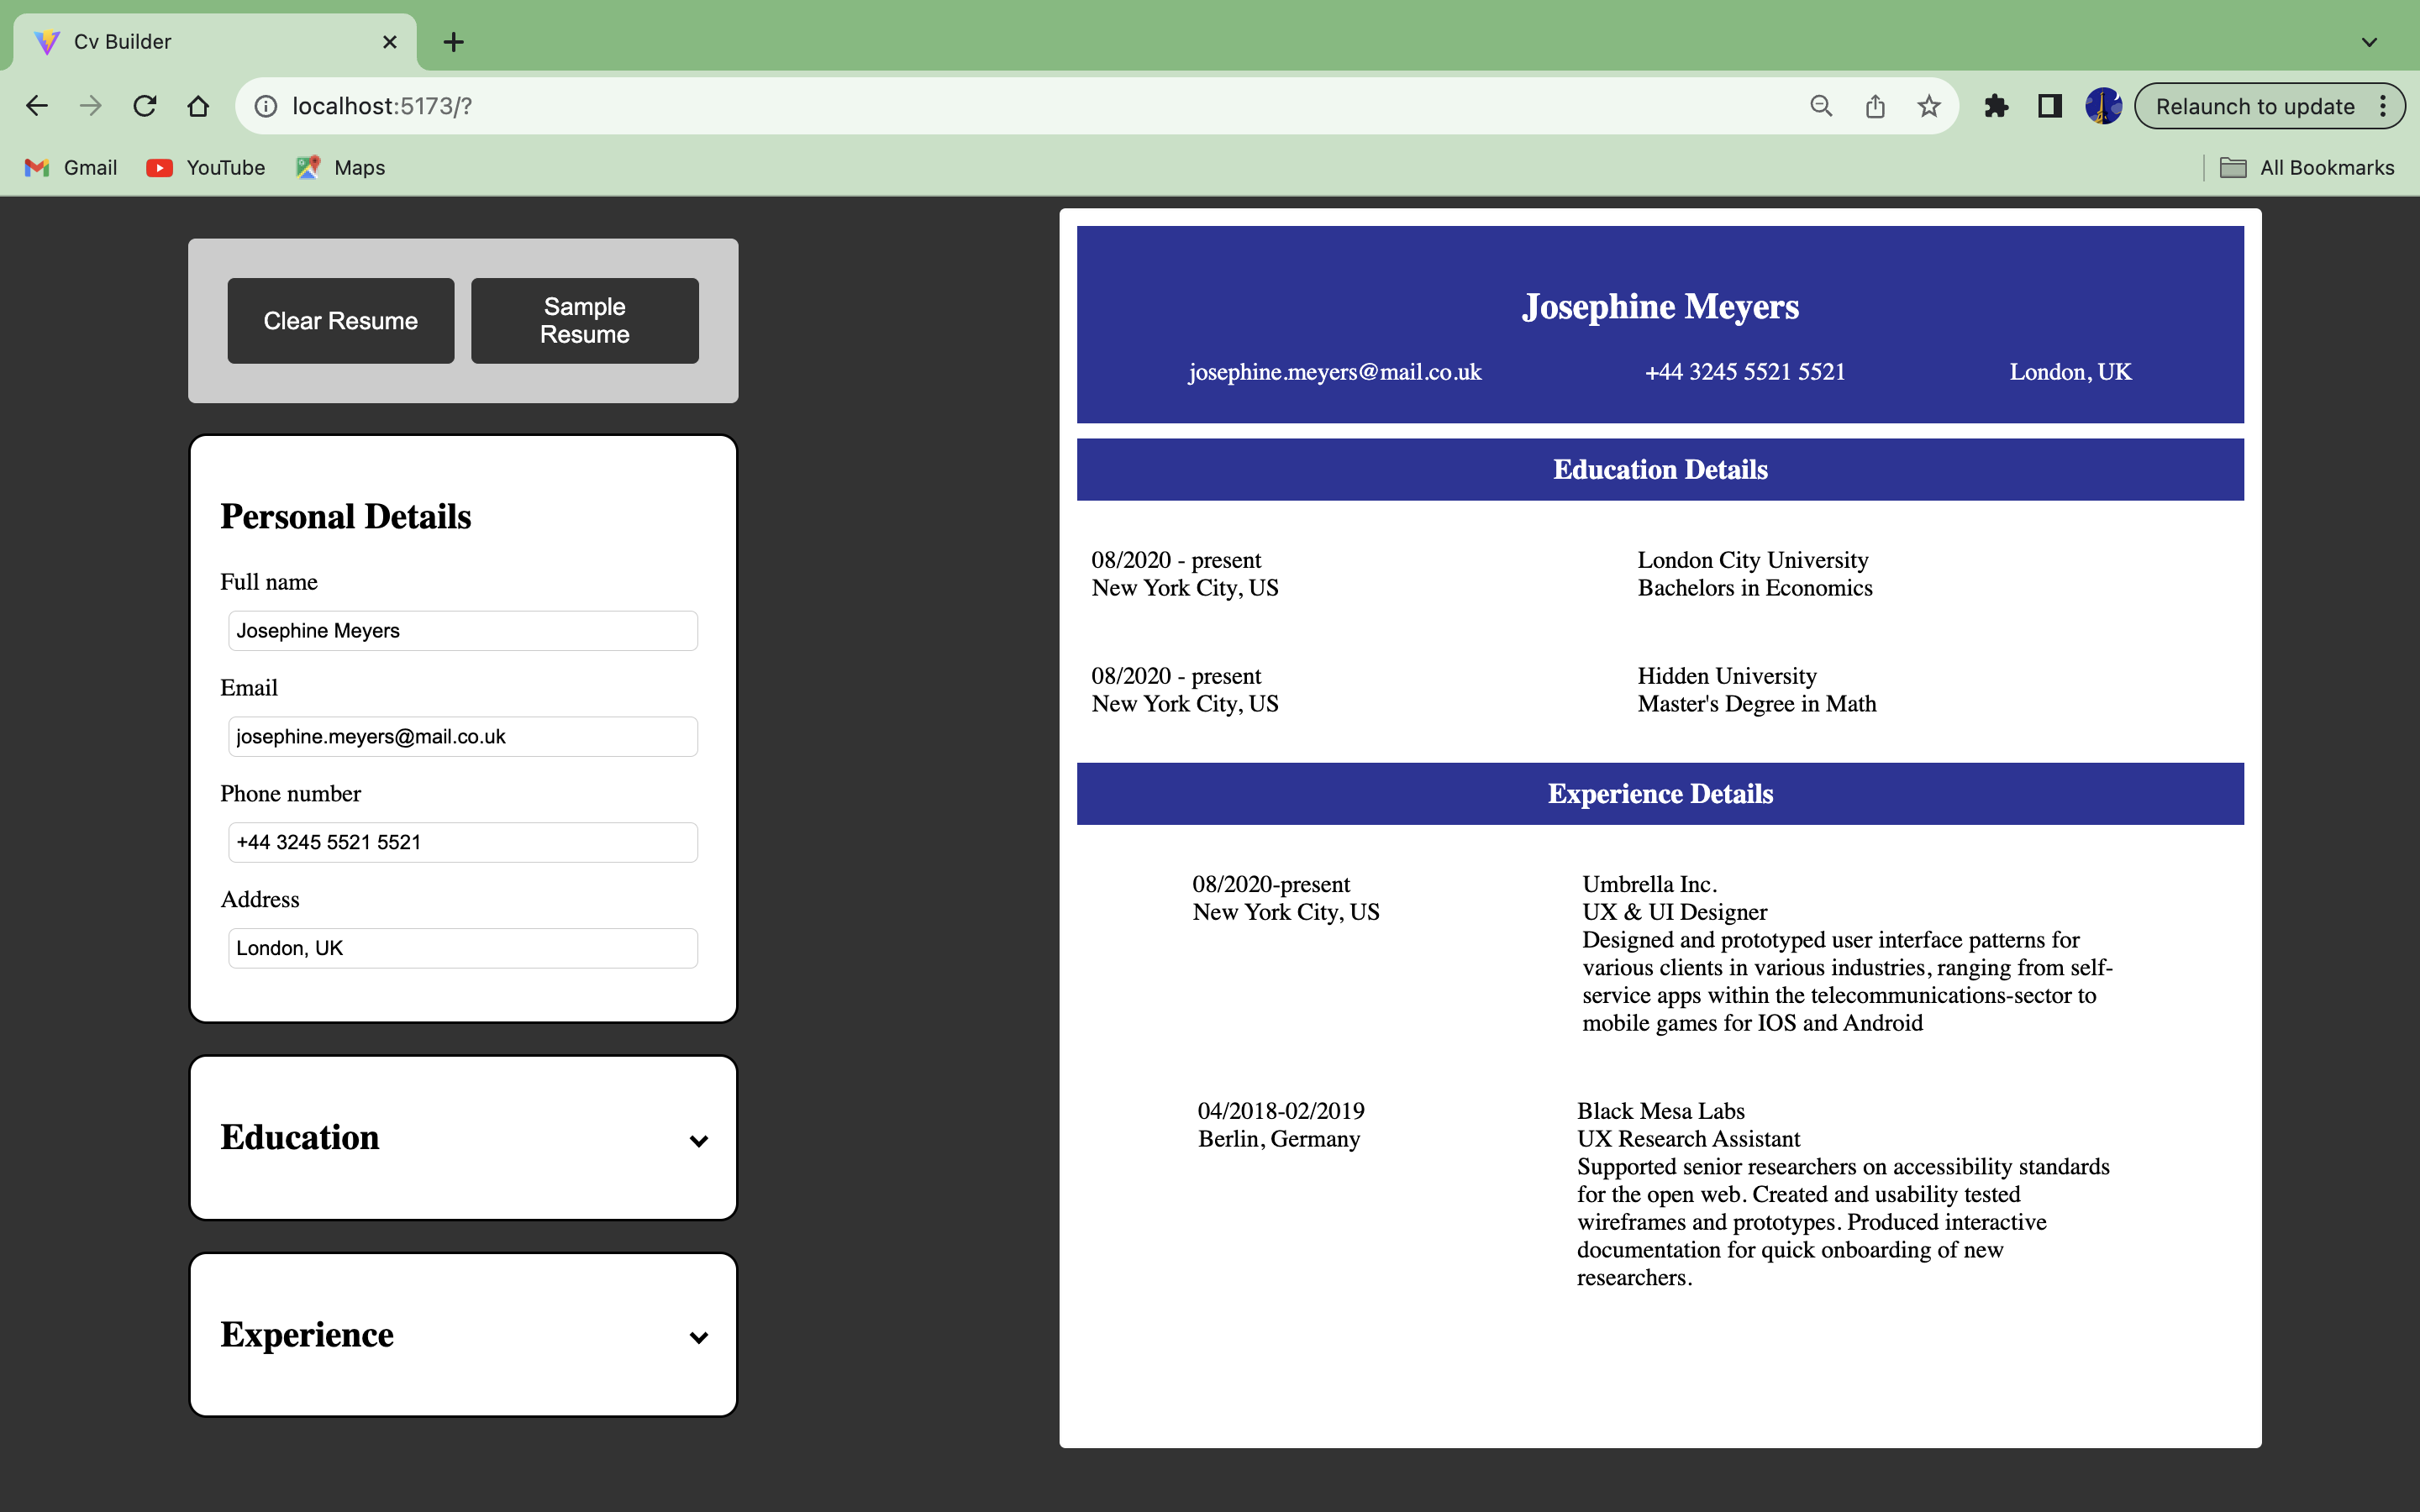 Cv Builder
localhost:5173/?
Relaunch to update
Gmail
YouTube
Maps
All Bookmarks
Clear Resume
Sample
Resume
Personal Details
Full name
Josephine Meyers
Email
josephine.meyers@mail.co.uk
Phone number
+44 3245 5521 5521
Address
London, UK
Education
Experience
Josephine Meyers
josephine.meyers@mail.co.uk
+44 3245 5521 5521
London, UK
Education Details
08/2020 - present
New York City, US
London City University
Bachelors in Economics
08/2020 - present
New York City, US
Hidden University
Master's Degree in Math
Experience Details
08/2020-present
New York City, US
Umbrella Inc.
UX & UI Designer
Designed and prototyped user interface patterns for
various clients in various industries, ranging from self-
service apps within the telecommunications-sector to
mobile games for IOS and Android
04/2018-02/2019
Berlin, Germany
Black Mesa Labs
UX Research Assistant
Supported senior researchers on accessibility standards
for the open web. Created and usability tested
wireframes and prototypes. Produced interactive
documentation for quick onboarding of new
researchers.